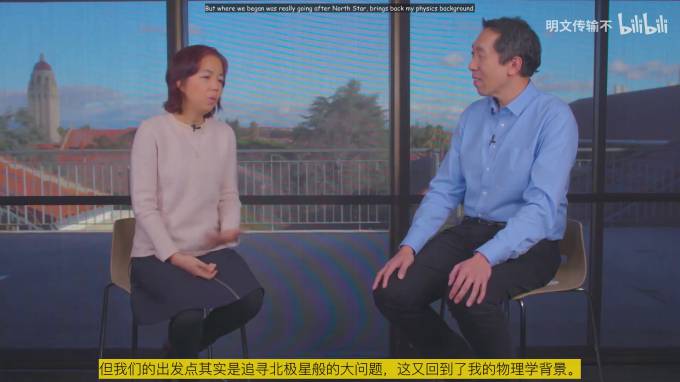 But where we began was really going after North Star, brings back my physics background.
明文传输不 bilibili
但我们的出发点其实是追寻北极星般的大问题，这又回到了我的物理学背景。